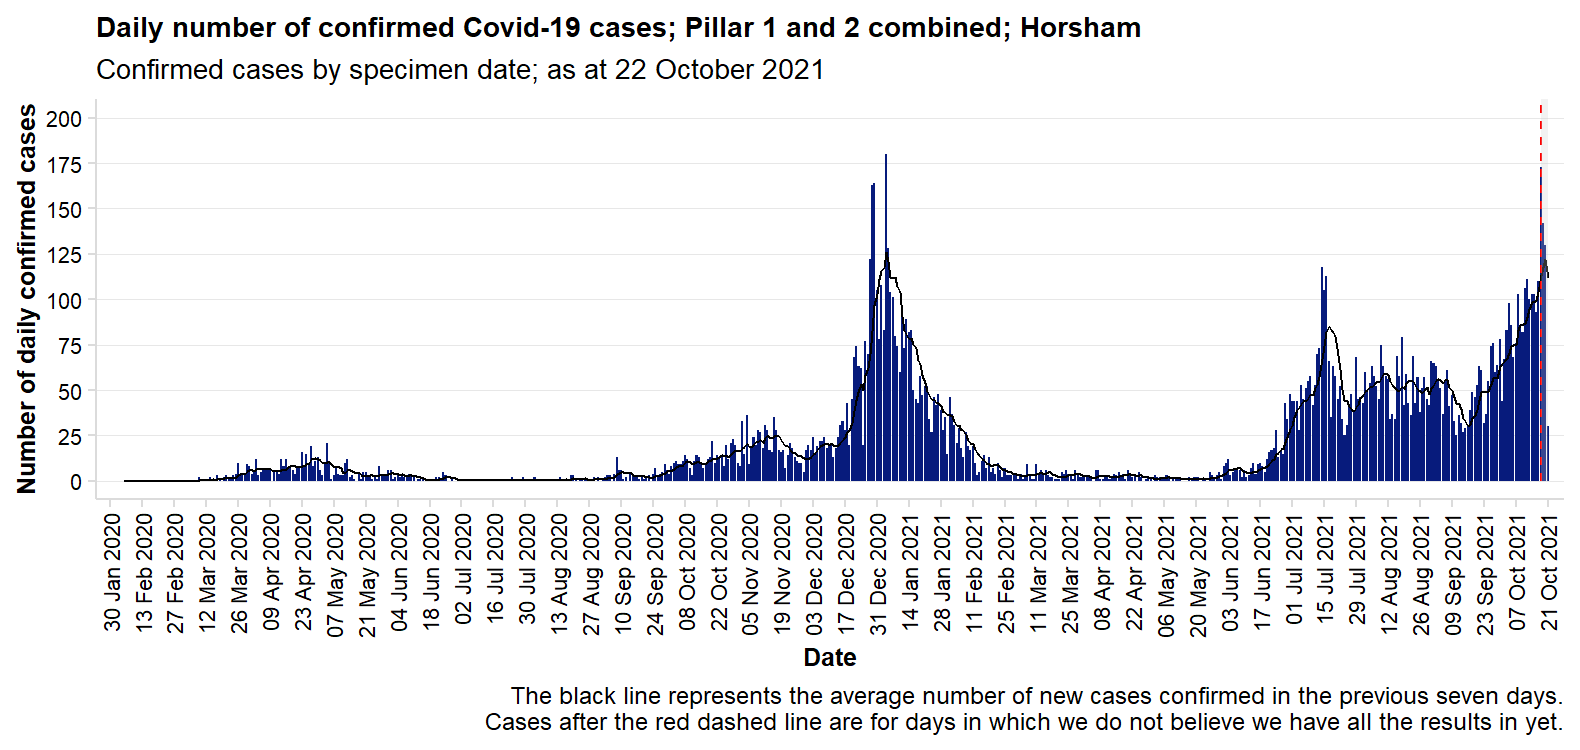 Daily number of confirmed Covid-19 cases; Pillar 1 and 2 combined; Horsham
Confirmed cases by specimen date; as at 22 October 2021
Number of daily confirmed cases
200
175
150
125
100
75
50
25
0
30 Jan 2020
13 Feb 2020
27 Feb 2020
12 Mar 2020
26 Mar 2020
09 Apr 2020
23 Apr 2020
07 May 2020
21 May 2020
04 Jun 2020
18 Jun 2020
02 Jul 2020
16 Jul 2020
30 Jul 2020
13 Aug 2020
27 Aug 2020
10 Sep 2020
24 Sep 2020
08 Oct 2020
22 Oct 2020
05 Nov 2020
19 Nov 2020
03 Dec 2020
17 Dec 2020
31 Dec 2020
14 Jan 2021
28 Jan 2021
11 Feb 2021
25 Feb 2021
11 Mar 2021
25 Mar 2021
08 Apr 2021
22 Apr 2021
06 May 2021
20 May 2021
03 Jun 2021
17 Jun 2021
01 Jul 2021
15 Jul 2021
29 Jul 2021
12 Aug 2021
26 Aug 2021
09 Sep 2021
23 Sep 2021
07 Oct 2021
21 Oct 2021
Date
The black line represents the average number of new cases confirmed in the previous seven days.
Cases after the red dashed line are for days in which we do not believe we have all the results in yet.